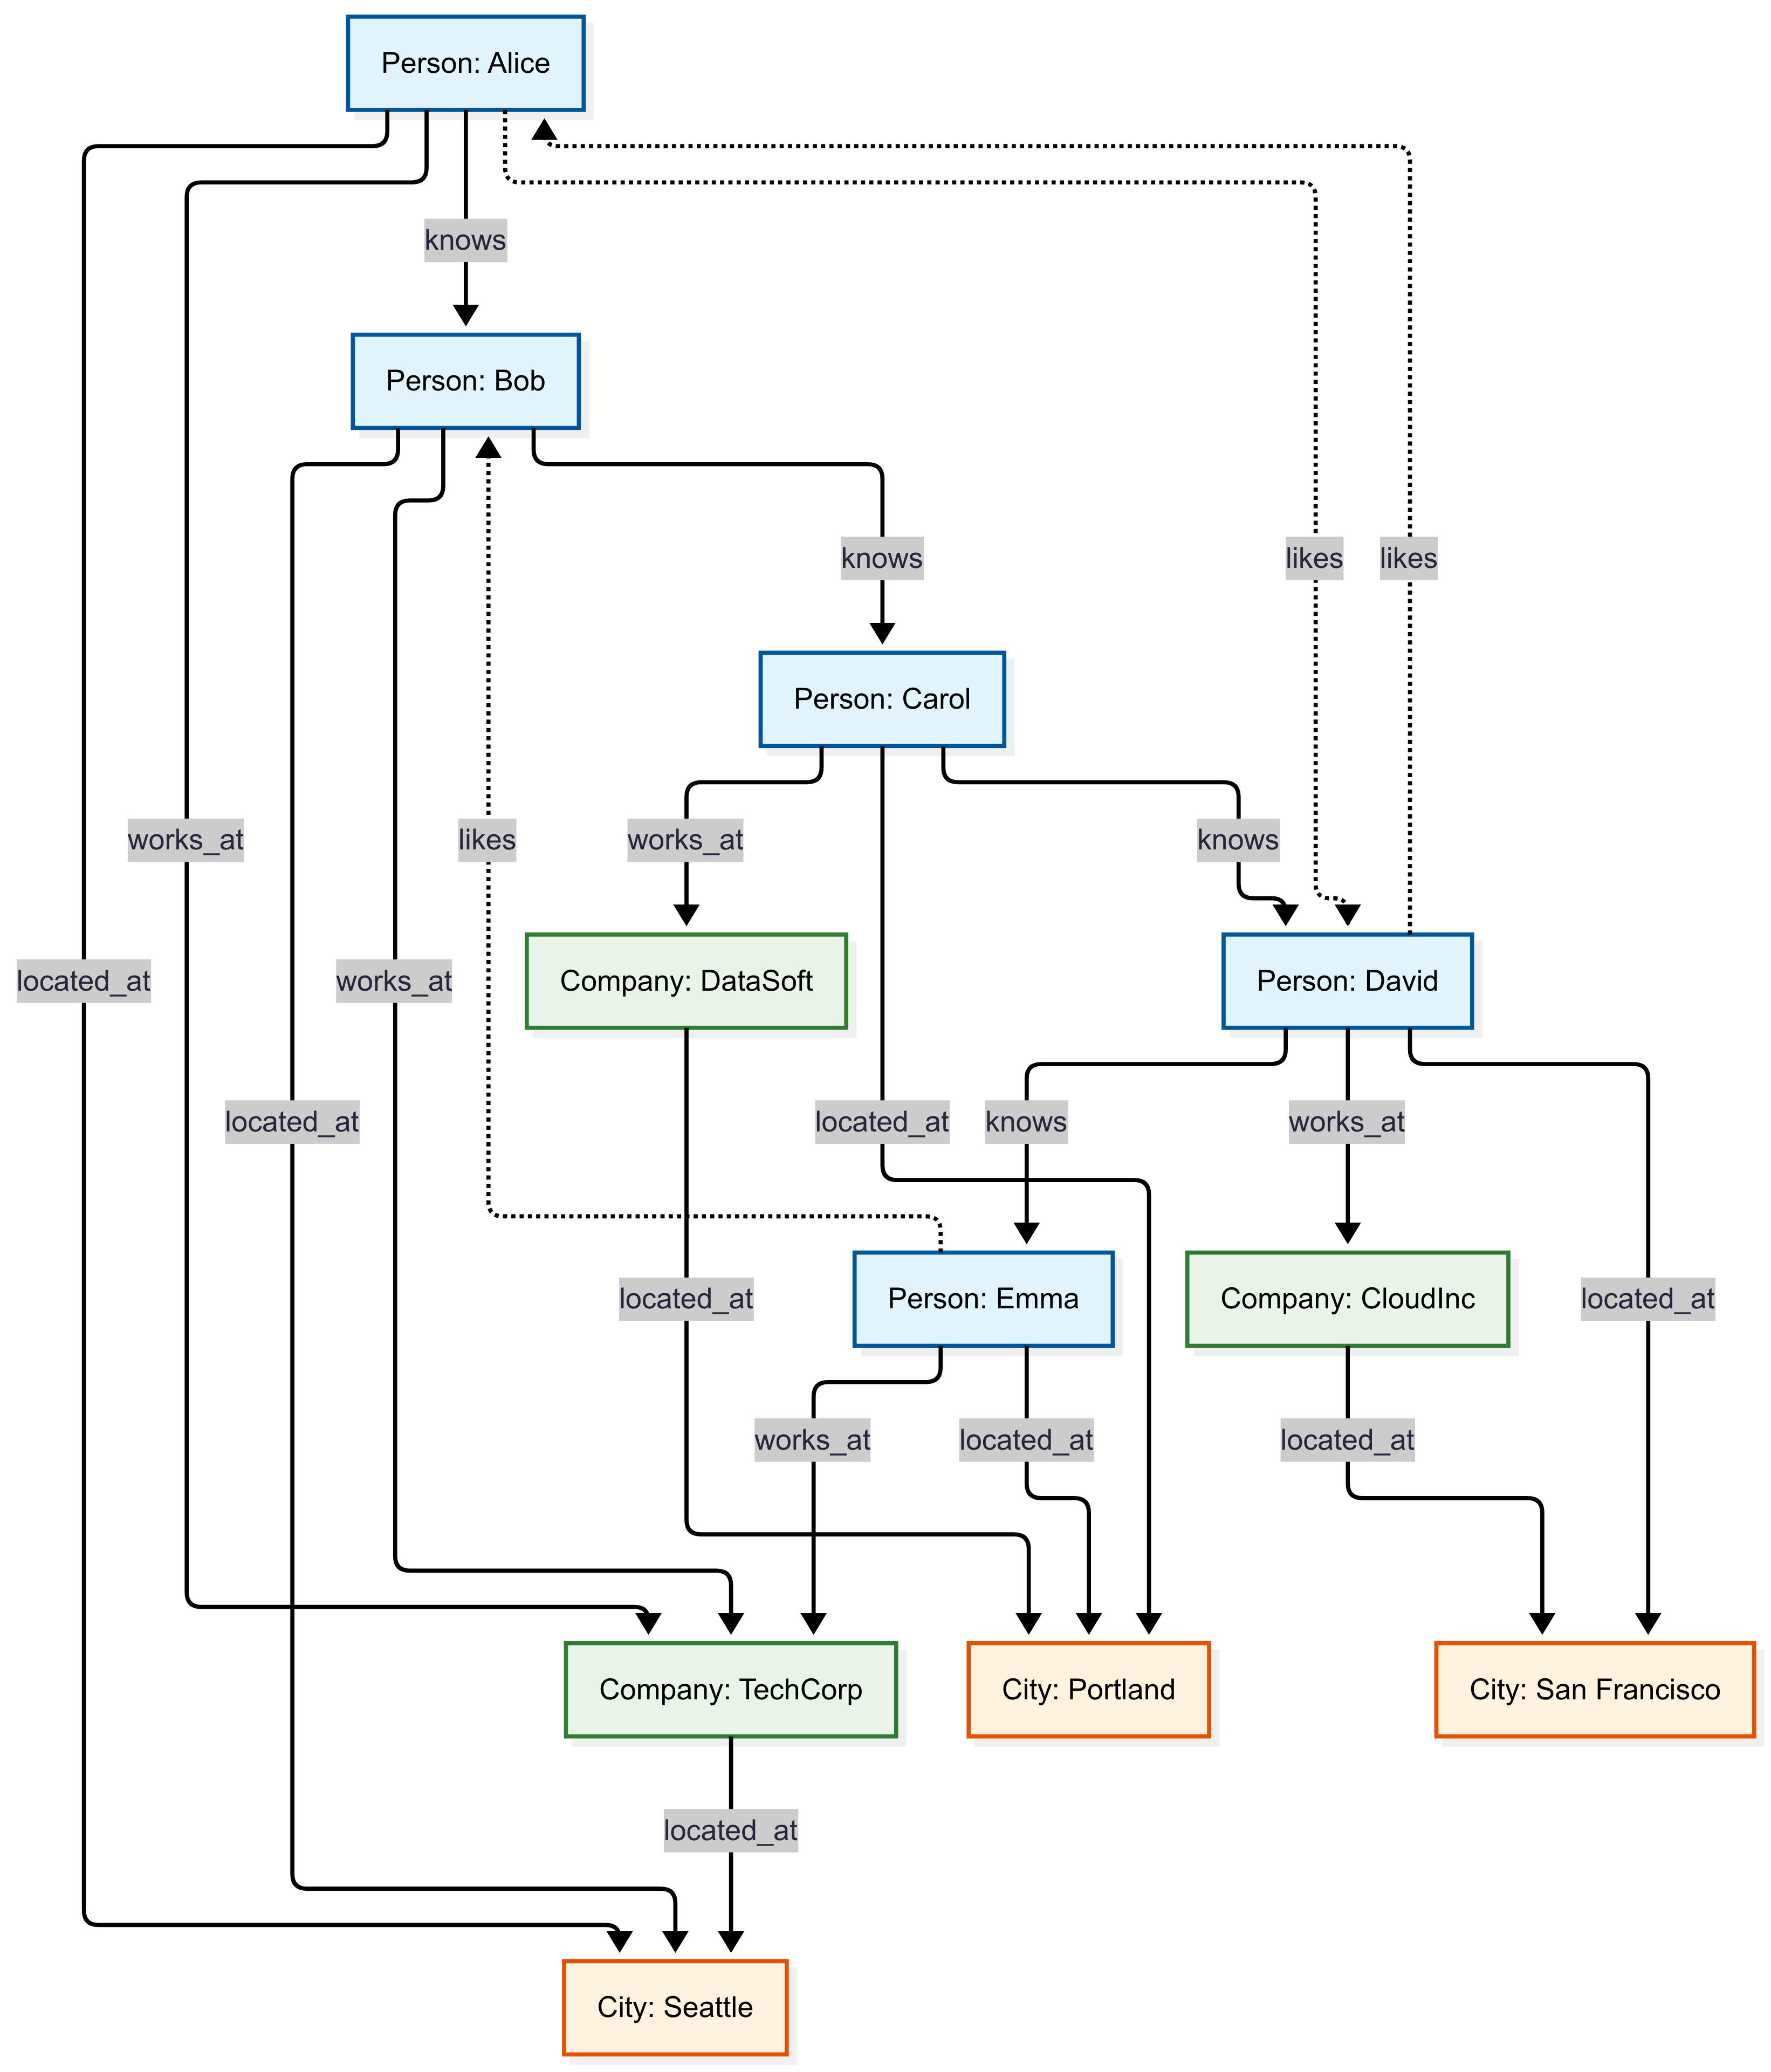 Person: Alice
knows
Person: Bob
knows
likes
likes
Person: Carol
works_at
likes
works_at
knows
located_at
works_at
Company: DataSoft
Person: David
located_at
located_at
knows
works_at
located_at
Person: Emma
Company: CloudInc
located_at
works_at
located_at
located_at
Company: TechCorp
City: Portland
City: San Francisco
located_at
City: Seattle